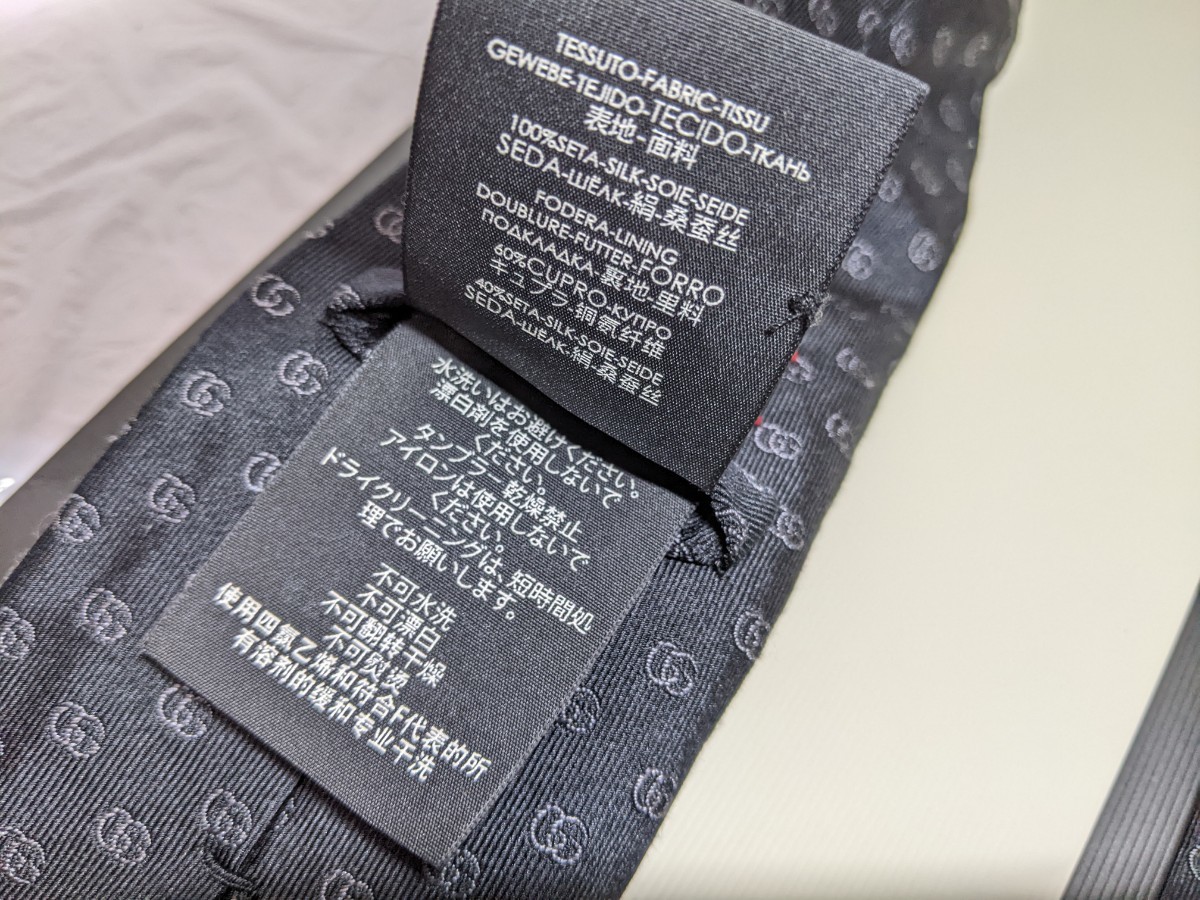 TESSUTO-FABRIC-TISSU
GEWEBE-TEJIDO-TECIDO-ТКАНЬ
表地-面料
100%SETA-SILK-SOIE-SEIDE
SEDA-ШЁЛК-絹-桑蚕丝
FODERA-LINING
DOUBLURE-FUTTER-FORRO
ПОДКЛАДКА-裏地-里料
60%CUPRO-КУПРО
キュプラ-铜氨纤维
40%SETA-SILK-SOIE-SEIDE
SEDA-ШЁЛК-絹-桑蚕丝
水洗いはお避けください。
漂白剤を使用しないで
ください。
タンブラー乾燥禁止
アイロンは使用しないで
ください。
ドライクリーニングは、短時間処
理でお願いします。
不可水洗
不可漂白
不可翻转干燥
不可熨烫
使用四氯乙烯和符合F代表的所
有溶剂的缓和专业干洗